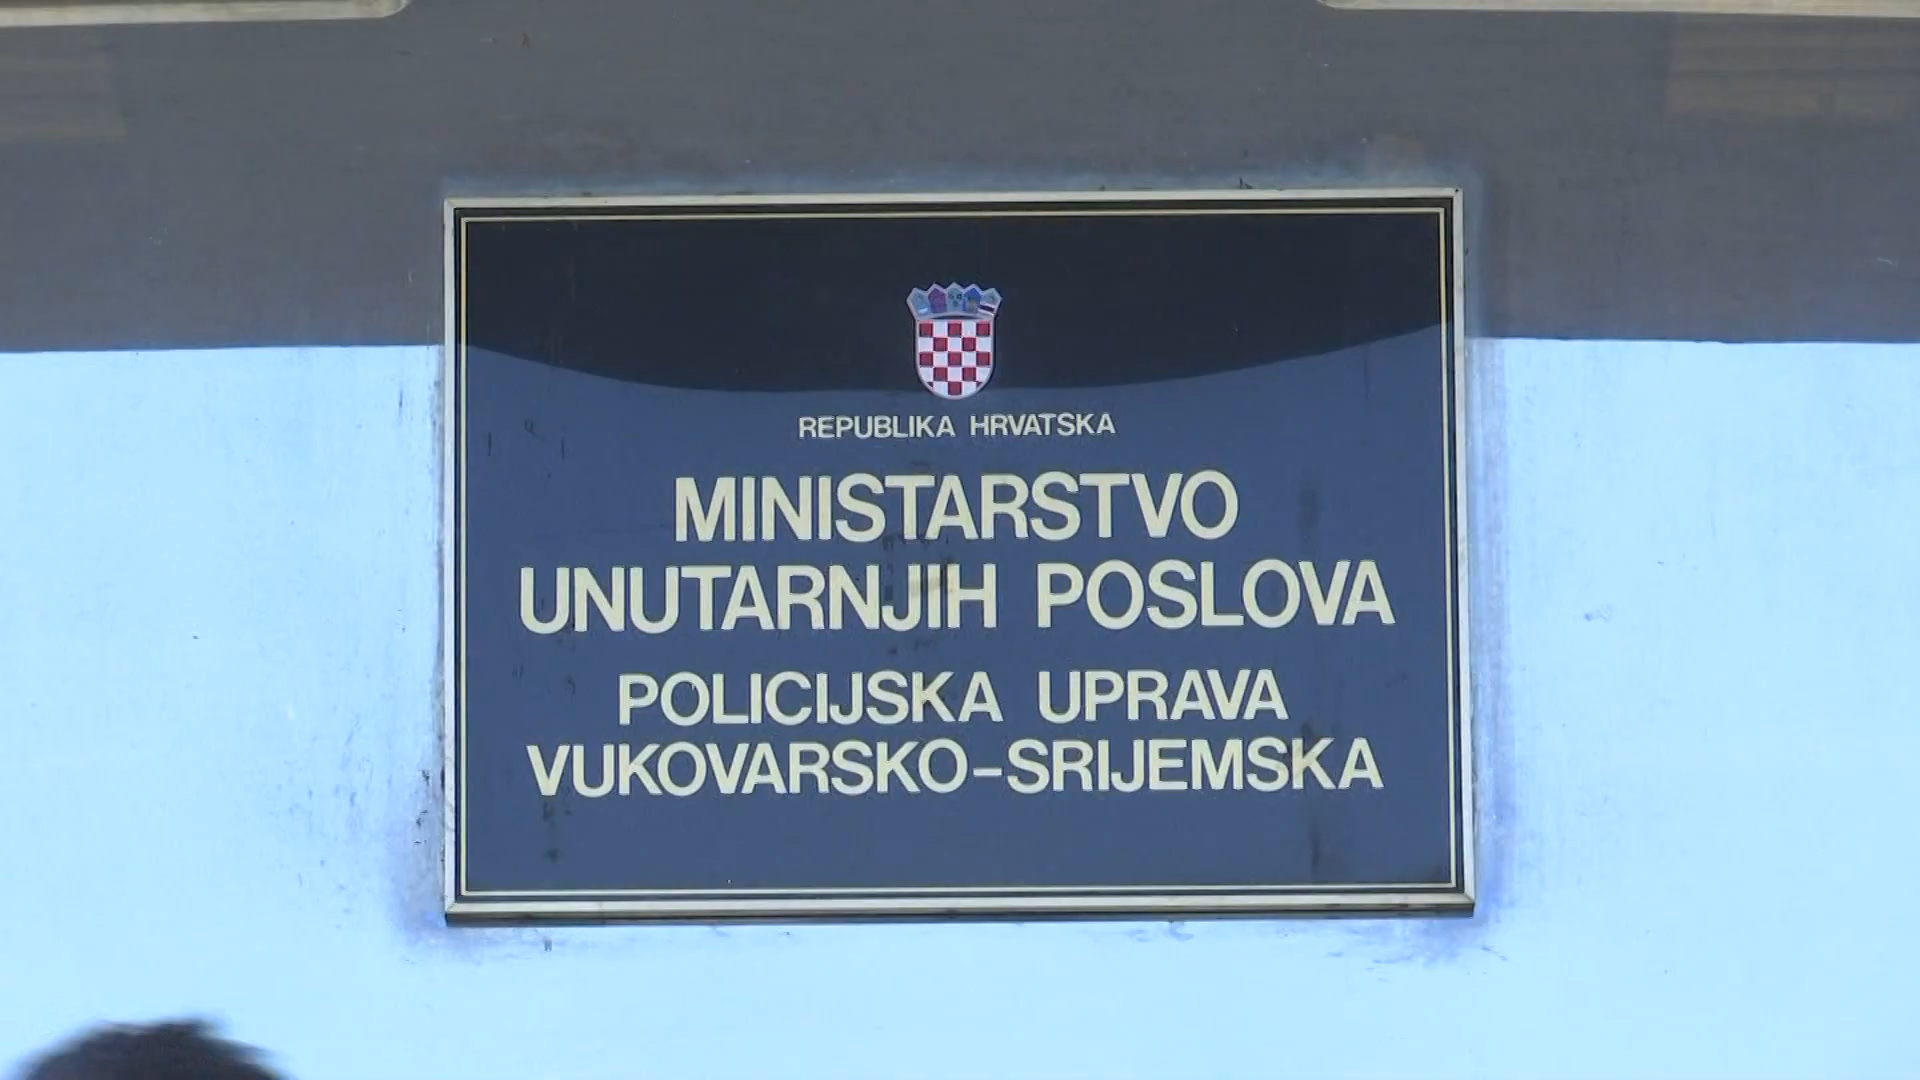 REPUBLIKA HRVATSKA
MINISTARSTVO
UNUTARNJIH POSLOVA
POLICIJSKA UPRAVA
VUKOVARSKO-SRIJEMSKA